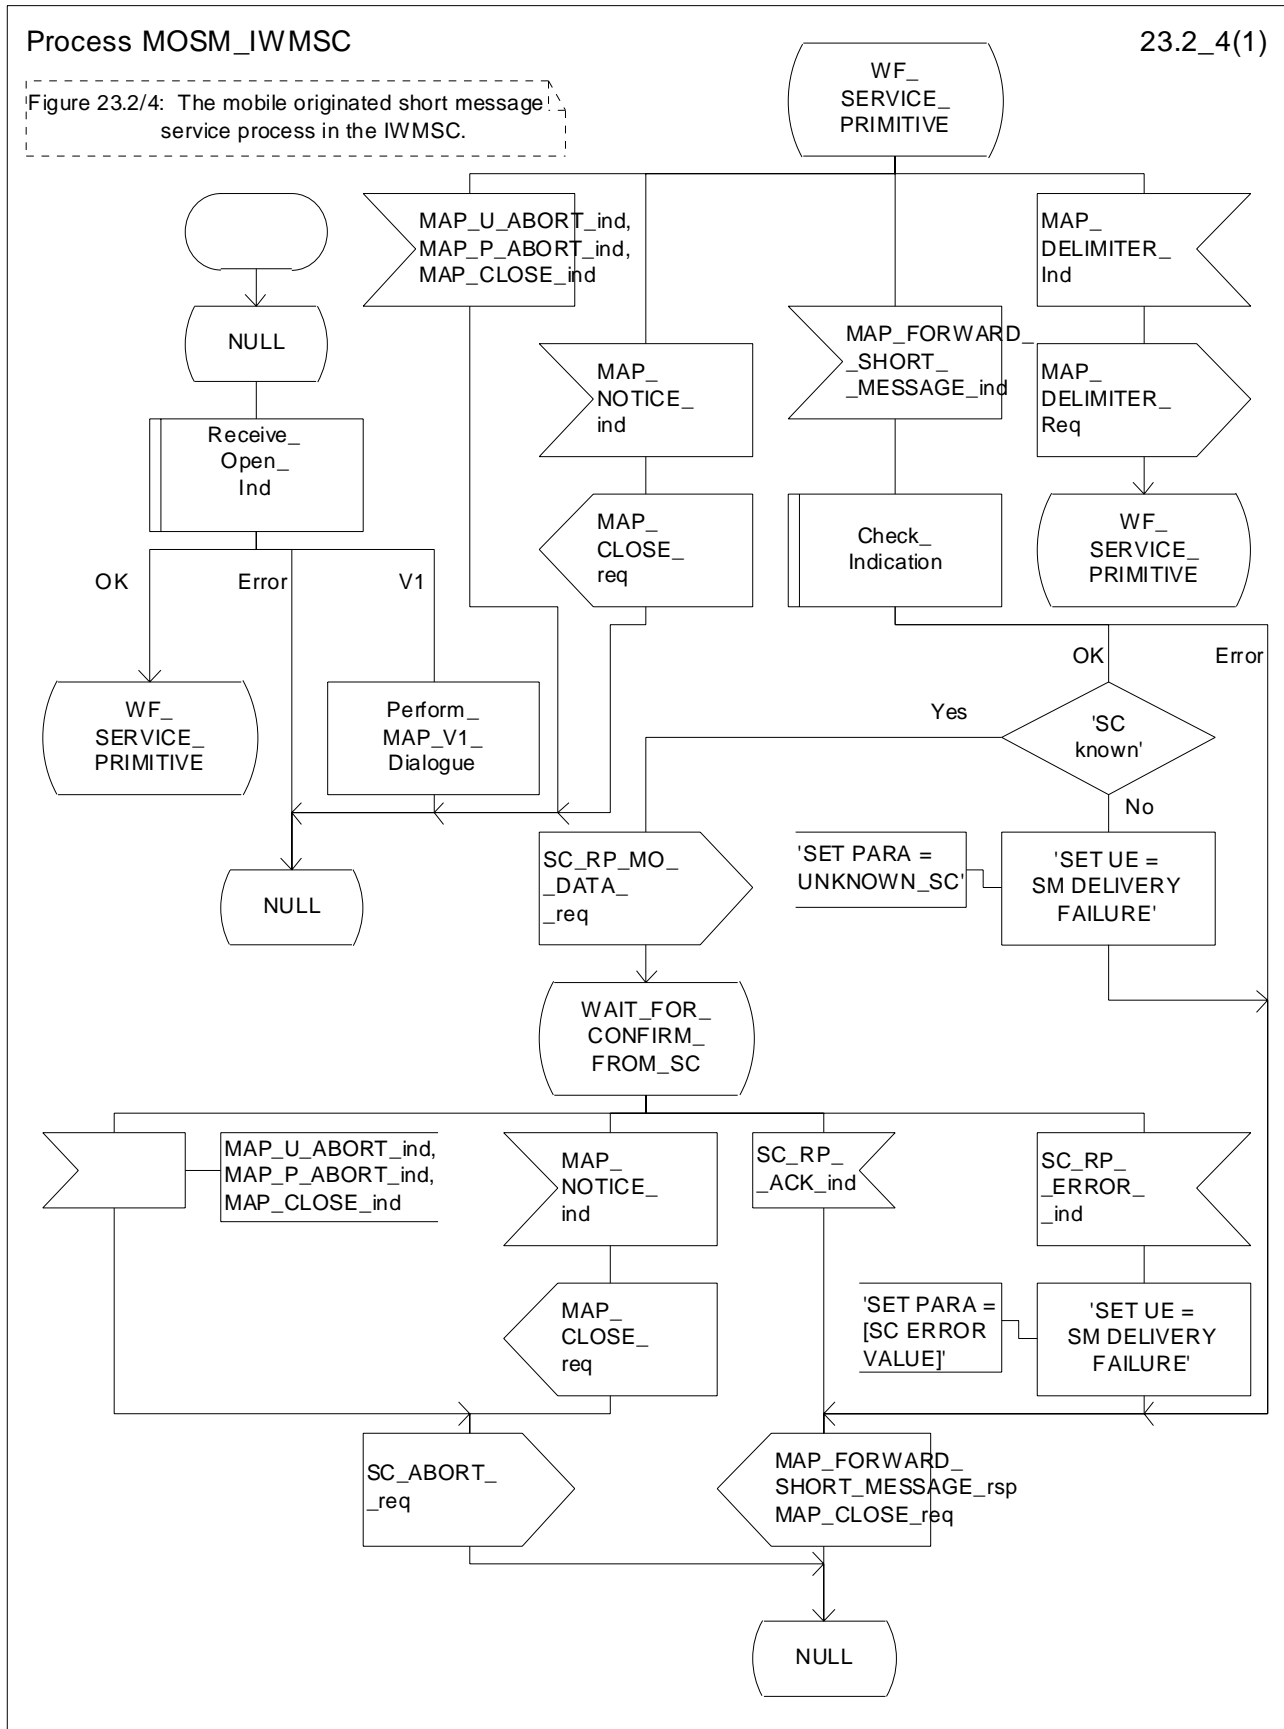 Process MOSM_IWMSC
23.2_4(1)
Figure 23.2/4: The mobile originated short message
service process in the IWMSC.
WF_
SERVICE_
PRIMITIVE
MAP_U_ABORT_ind,
MAP_P_ABORT_ind,
MAP_CLOSE_ind
MAP_
DELIMITER_
Ind
NULL
MAP_
NOTICE_
ind
MAP_FORWARD_
_SHORT_
_MESSAGE_ind
MAP_
DELIMITER_
Req
Receive_
Open_
Ind
MAP_
CLOSE_
req
Check_
Indication
WF_
SERVICE_
PRIMITIVE
OK
Error
V1
OK
Error
WF_
SERVICE_
PRIMITIVE
Perform_
MAP_V1_
Dialogue
Yes
'SC
known'
No
NULL
SC_RP_MO_
_DATA_
_req
'SET PARA =
UNKNOWN_SC'
'SET UE =
SM DELIVERY
FAILURE'
WAIT_FOR_
CONFIRM_
FROM_SC
MAP_U_ABORT_ind,
MAP_P_ABORT_ind,
MAP_CLOSE_ind
MAP_
NOTICE_
ind
SC_RP_
_ACK_ind
SC_RP_
_ERROR_
_ind
MAP_
CLOSE_
req
'SET PARA =
[SC ERROR
VALUE]'
'SET UE =
SM DELIVERY
FAILURE'
SC_ABORT_
_req
MAP_FORWARD_
SHORT_MESSAGE_rsp
MAP_CLOSE_req
NULL